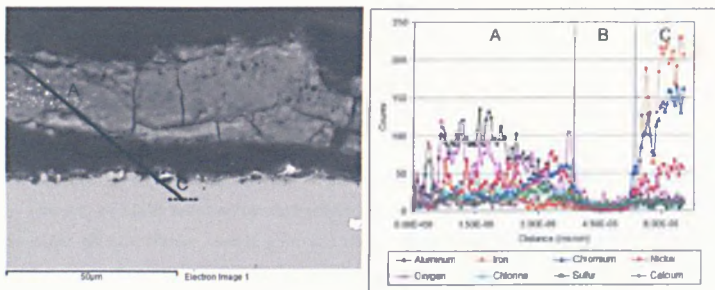 A
C
50μm
Electron Image 1
A B C
250
200
150
100
50
0
Counts
Distance (micron)
Aluminum Iron Chromium Nickel
Oxygen Chlorine Sulfur Calcium